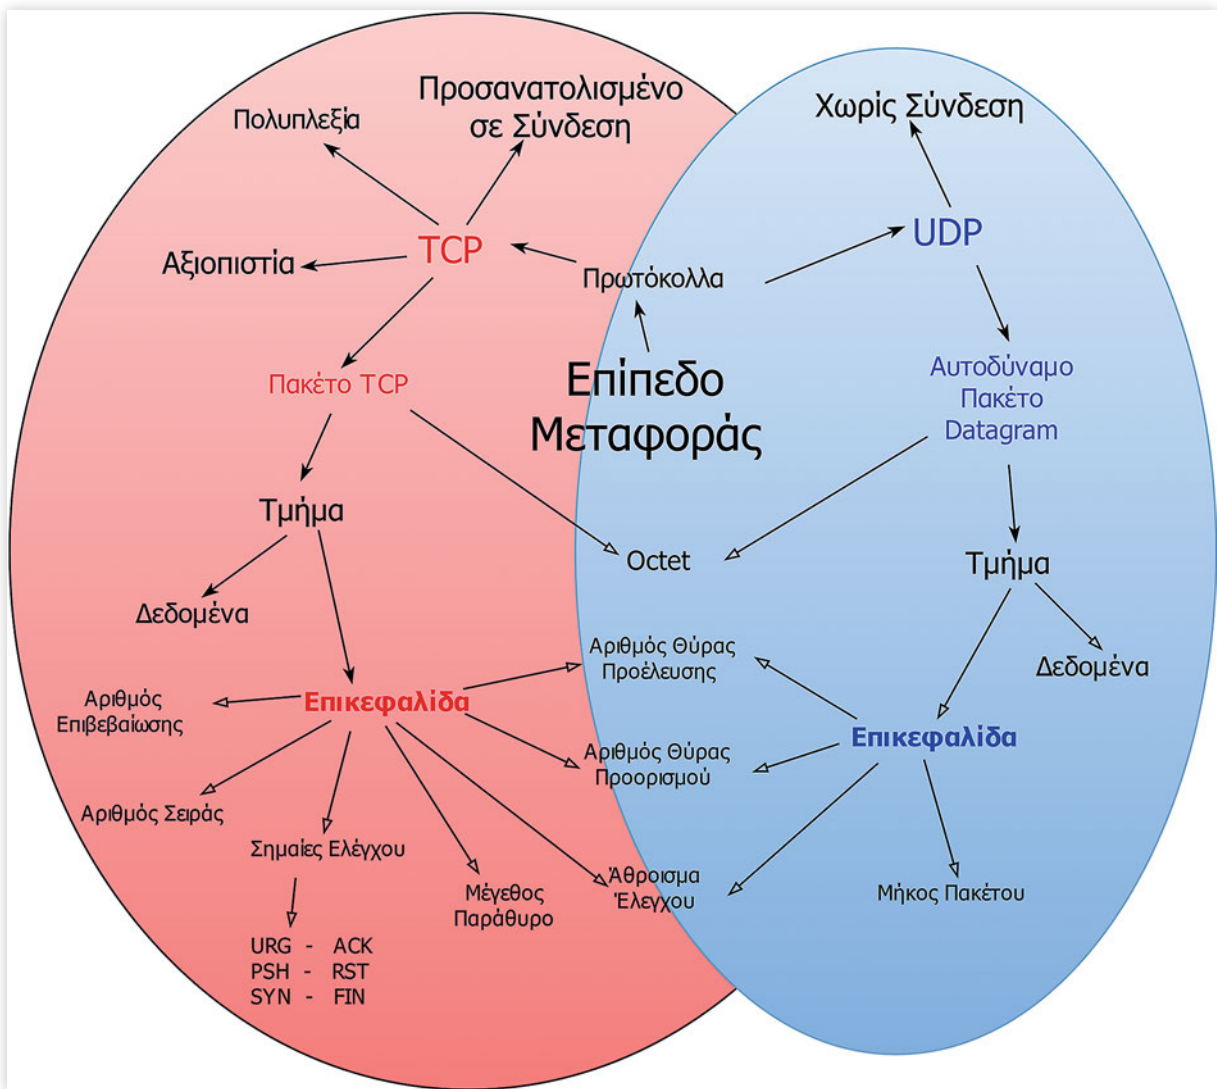 Προσανατολισμένο
σε Σύνδεση
Πολυπλεξία
Χωρίς Σύνδεση
TCP
UDP
Αξιοπιστία
Πρωτόκολλα
Πακέτο TCP
Επίπεδο
Μεταφοράς
Αυτοδύναμο
Πακέτο
Datagram
Τμήμα
Octet
Τμήμα
Δεδομένα
Αριθμός Θύρας
Προέλευσης
Δεδομένα
Αριθμός
Επιβεβαίωσης
Επικεφαλίδα
Επικεφαλίδα
Αριθμός Θύρας
Προορισμού
Αριθμός Σειράς
Σημαίες Ελέγχου
Μέγεθος
Παράθυρο
Άθροισμα
Έλεγχου
Μήκος Πακέτου
URG - ACK
PSH - RST
SYN - FIN